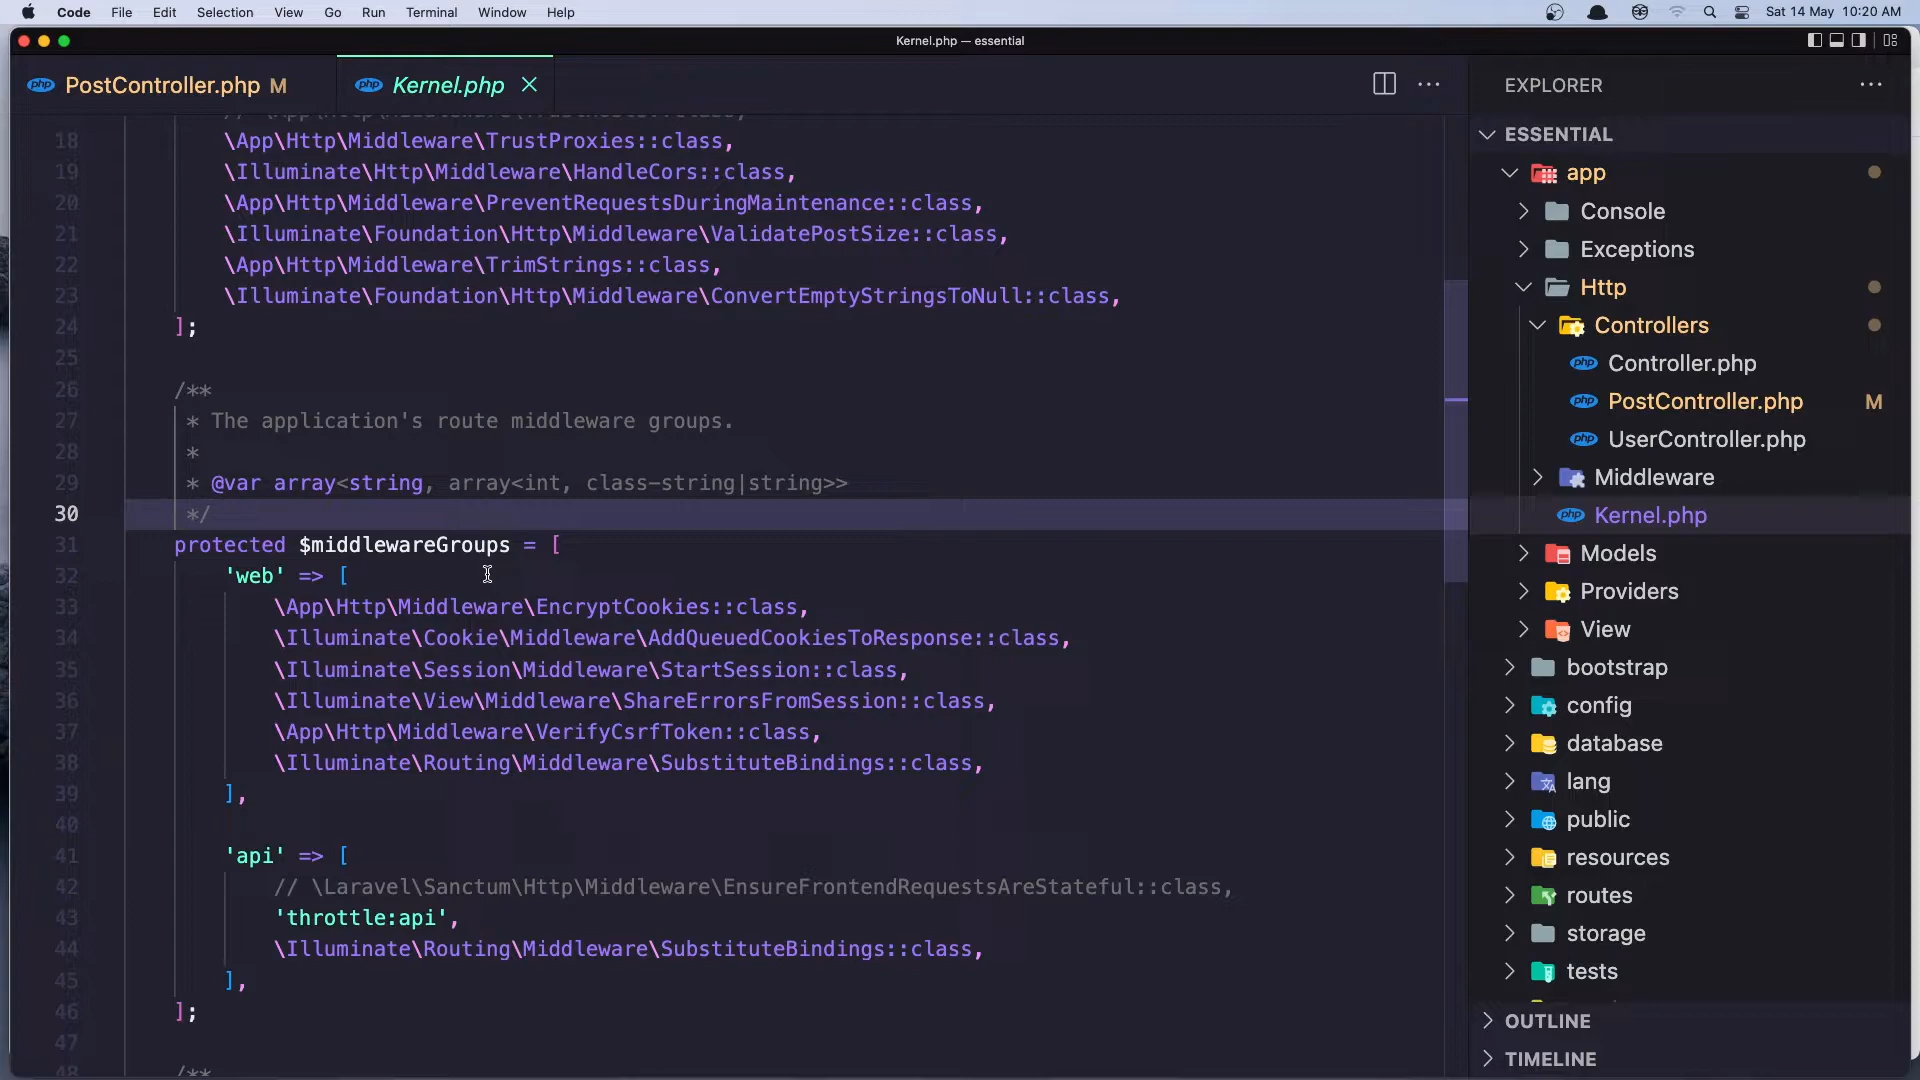 Code File Edit Selection View Go Run Terminal Window Help Sat 14 May 10:20 AM
Kernel.php — essential
php PostController.php M php Kernel.php
EXPLORER
ESSENTIAL
18 \App\Http\Middleware\TrustProxies::class,
19 \Illuminate\Http\Middleware\HandleCors::class,
20 \App\Http\Middleware\PreventRequestsDuringMaintenance::class,
21 \Illuminate\Foundation\Http\Middleware\ValidatePostSize::class,
22 \App\Http\Middleware\TrimStrings::class,
23 \Illuminate\Foundation\Http\Middleware\ConvertEmptyStringsToNull::class,
24 ];
25
26 /**
27 * The application's route middleware groups.
28 *
29 * @var array<string, array<int, class-string|string>>
30 */
31 protected $middlewareGroups = [
32 'web' => [
33 \App\Http\Middleware\EncryptCookies::class,
34 \Illuminate\Cookie\Middleware\AddQueuedCookiesToResponse::class,
35 \Illuminate\Session\Middleware\StartSession::class,
36 \Illuminate\View\Middleware\ShareErrorsFromSession::class,
37 \App\Http\Middleware\VerifyCsrfToken::class,
38 \Illuminate\Routing\Middleware\SubstituteBindings::class,
39 ],
40
41 'api' => [
42 // \Laravel\Sanctum\Http\Middleware\EnsureFrontendRequestsAreStateful::class,
43 'throttle:api',
44 \Illuminate\Routing\Middleware\SubstituteBindings::class,
45 ],
46 ];
47
48 /**
app
Console
Exceptions
Http
Controllers
php Controller.php
php PostController.php M
php UserController.php
Middleware
php Kernel.php
Models
Providers
View
bootstrap
config
database
lang
public
resources
routes
storage
tests
OUTLINE
TIMELINE